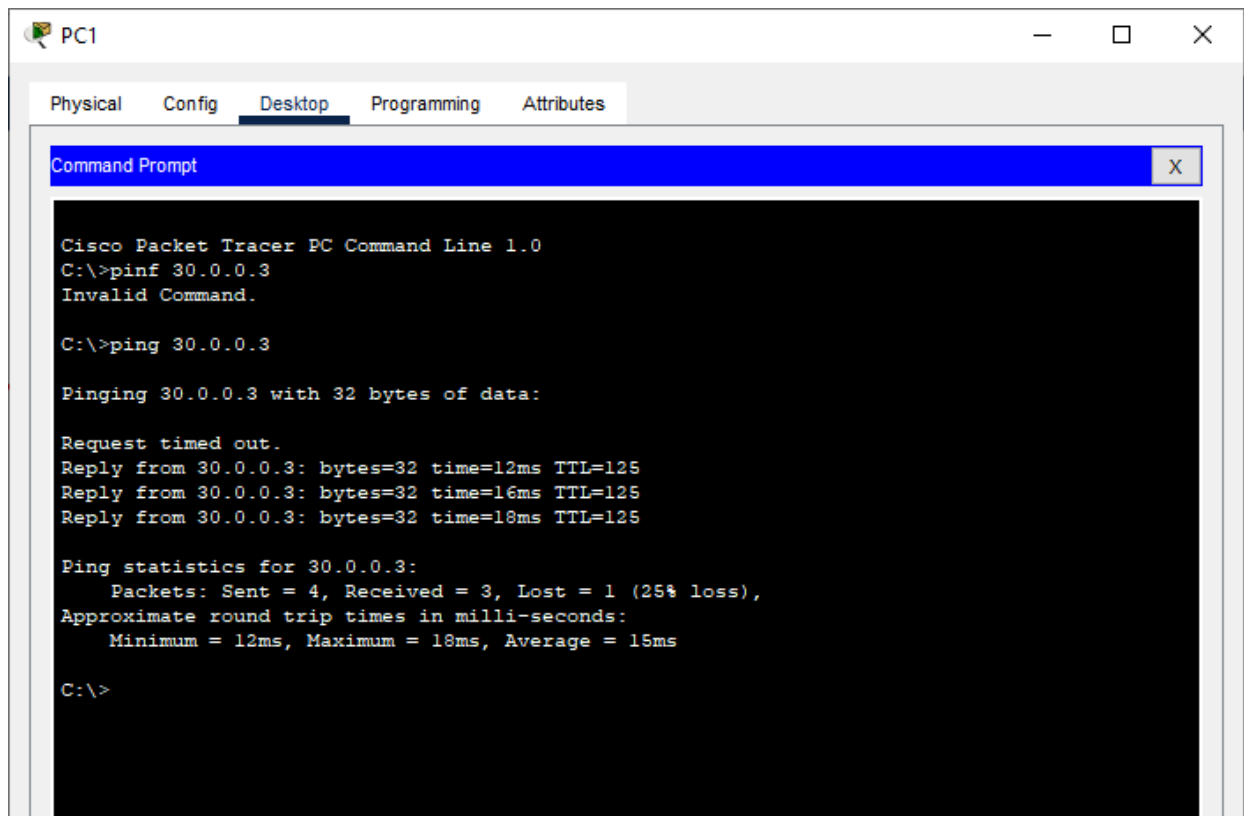 PC1
Physical Config Desktop Programming Attributes
Command Prompt X
Cisco Packet Tracer PC Command Line 1.0
C:\>pinf 30.0.0.3
Invalid Command.
C:\>ping 30.0.0.3
Pinging 30.0.0.3 with 32 bytes of data:
Request timed out.
Reply from 30.0.0.3: bytes=32 time=12ms TTL=125
Reply from 30.0.0.3: bytes=32 time=16ms TTL=125
Reply from 30.0.0.3: bytes=32 time=18ms TTL=125
Ping statistics for 30.0.0.3:
Packets: Sent = 4, Received = 3, Lost = 1 (25% loss),
Approximate round trip times in milli-seconds:
Minimum = 12ms, Maximum = 18ms, Average = 15ms
C:\>